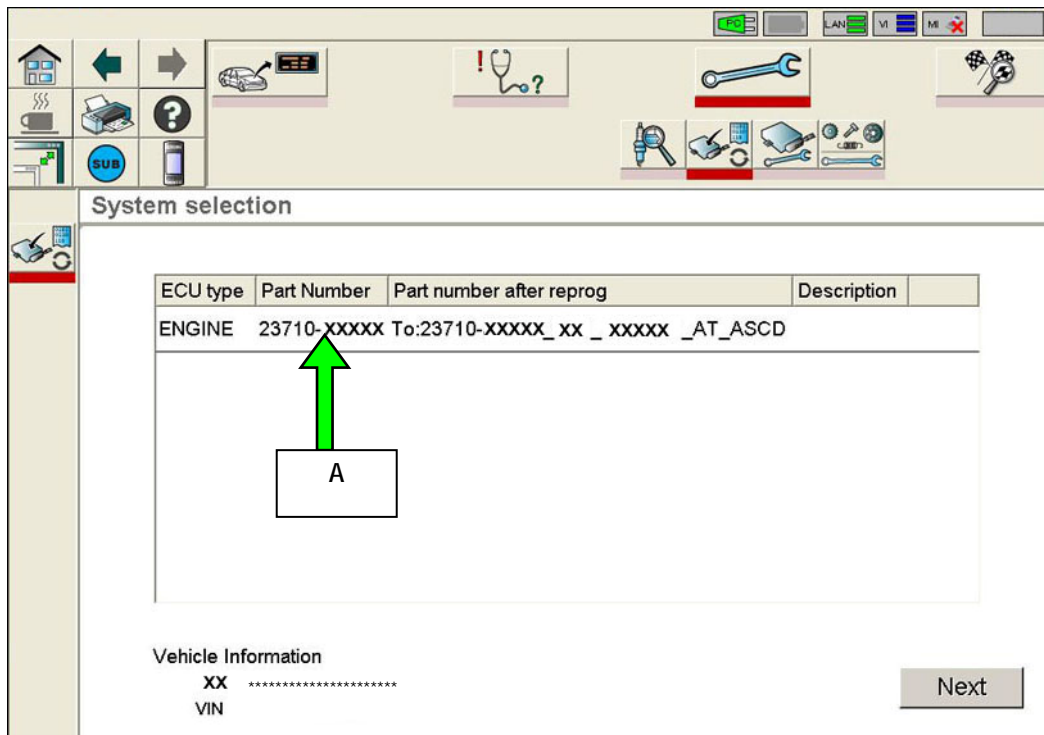 PC LAN VI MI
! ?
?
SUB
System selection
ECU type Part Number Part number after reprog Description
ENGINE 23710-XXXXX To:23710-XXXXX_ XX _ XXXXX _AT_ASCD
A
Vehicle Information
XX **********************
VIN
Next